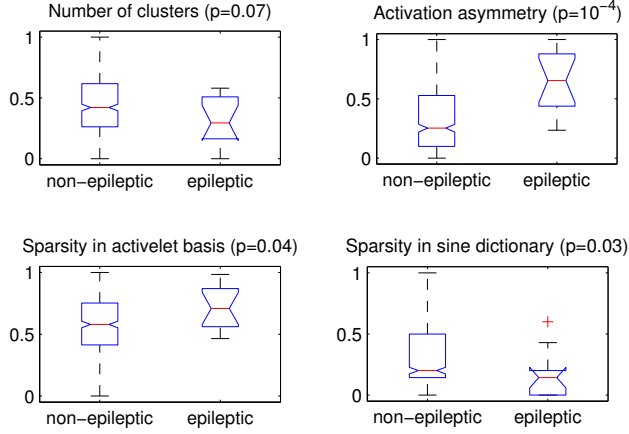 Number of clusters (p=0.07)
1
0.5
0
non−epileptic epileptic
Activation asymmetry (p=10⁻⁴)
1
0.5
0
non−epileptic epileptic
Sparsity in activelet basis (p=0.04)
1
0.5
0
non−epileptic epileptic
Sparsity in sine dictionary (p=0.03)
1
0.5
0
non−epileptic epileptic